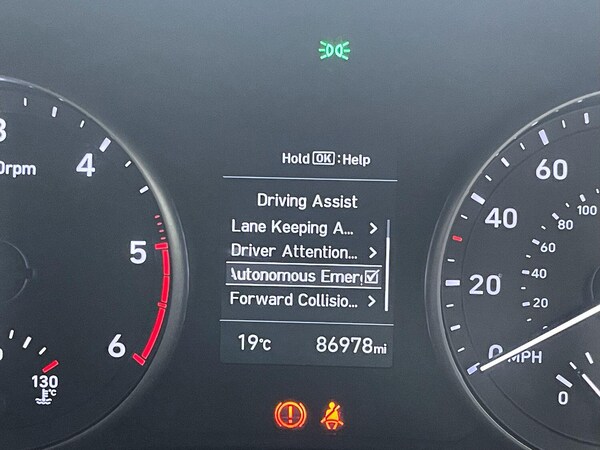 Hold OK : Help
3
4
5
6
0rpm
130
°C
Driving Assist
Lane Keeping A...
Driver Attention...
Autonomous Emer
Forward Collisio...
19°C 86978mi
60
40
20
0 MPH
100
80
60
40
20
0